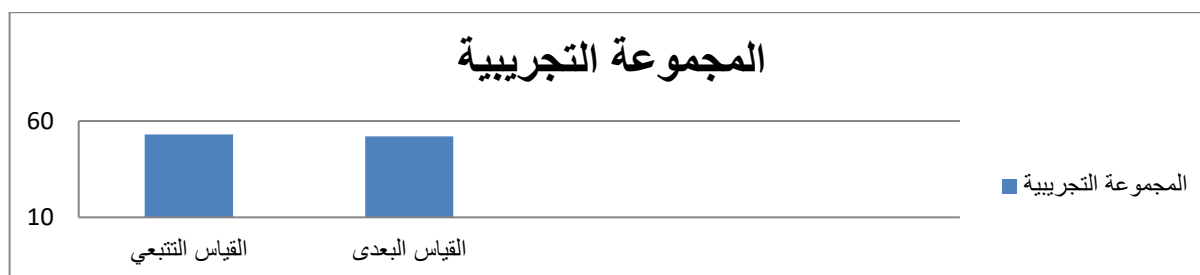 المجموعة التجريبية
60
10
القياس التتبعي
القياس البعدى
المجموعة التجريبية